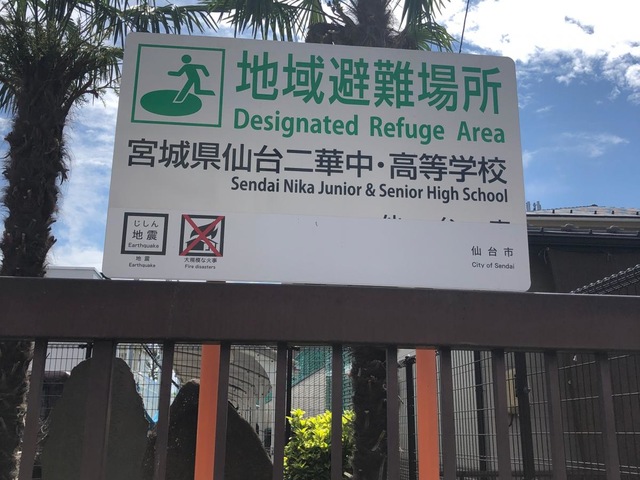 地域避難場所
Designated Refuge Area
宮城県仙台二華中・高等学校
Sendai Nika Junior & Senior High School
じしん
地震
Earthquake
地 震
Earthquake
大規模な火事
Fire disasters
仙台市
City of Sendai